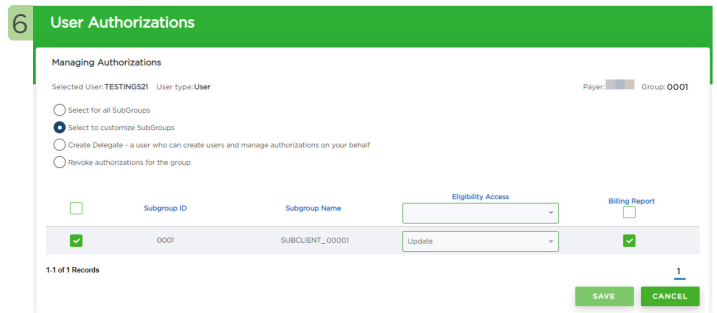 6
User Authorizations
Managing Authorizations
Selected User: TESTING521 User type: User Payer: Group: 0001
Select for all SubGroups
Select to customize SubGroups
Create Delegate - a user who can create users and manage authorizations on your behalf
Revoke authorizations for the group
Subgroup ID Subgroup Name Eligibility Access Billing Report
0001 SUBCLIENT_00001 Update
1-1 of 1 Records 1
SAVE CANCEL